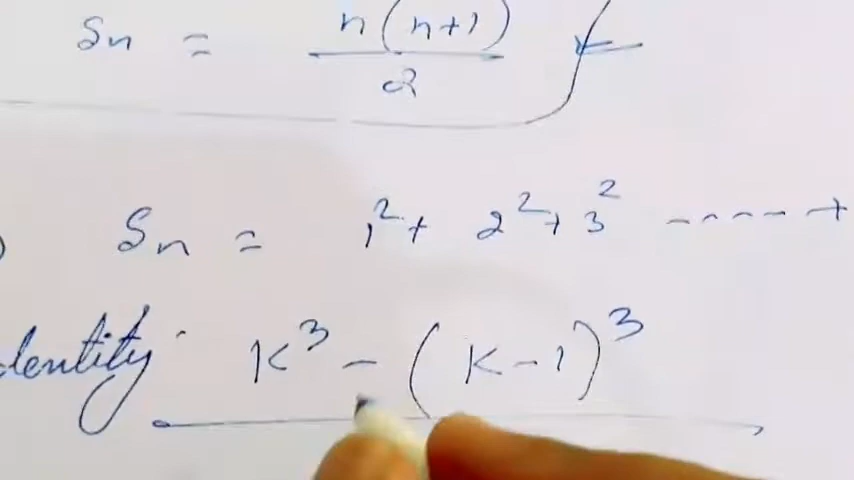 Sn = n(n+1)/2
) Sn = 1² + 2² + 3² ---- +
dentity: K³ - (K-1)³